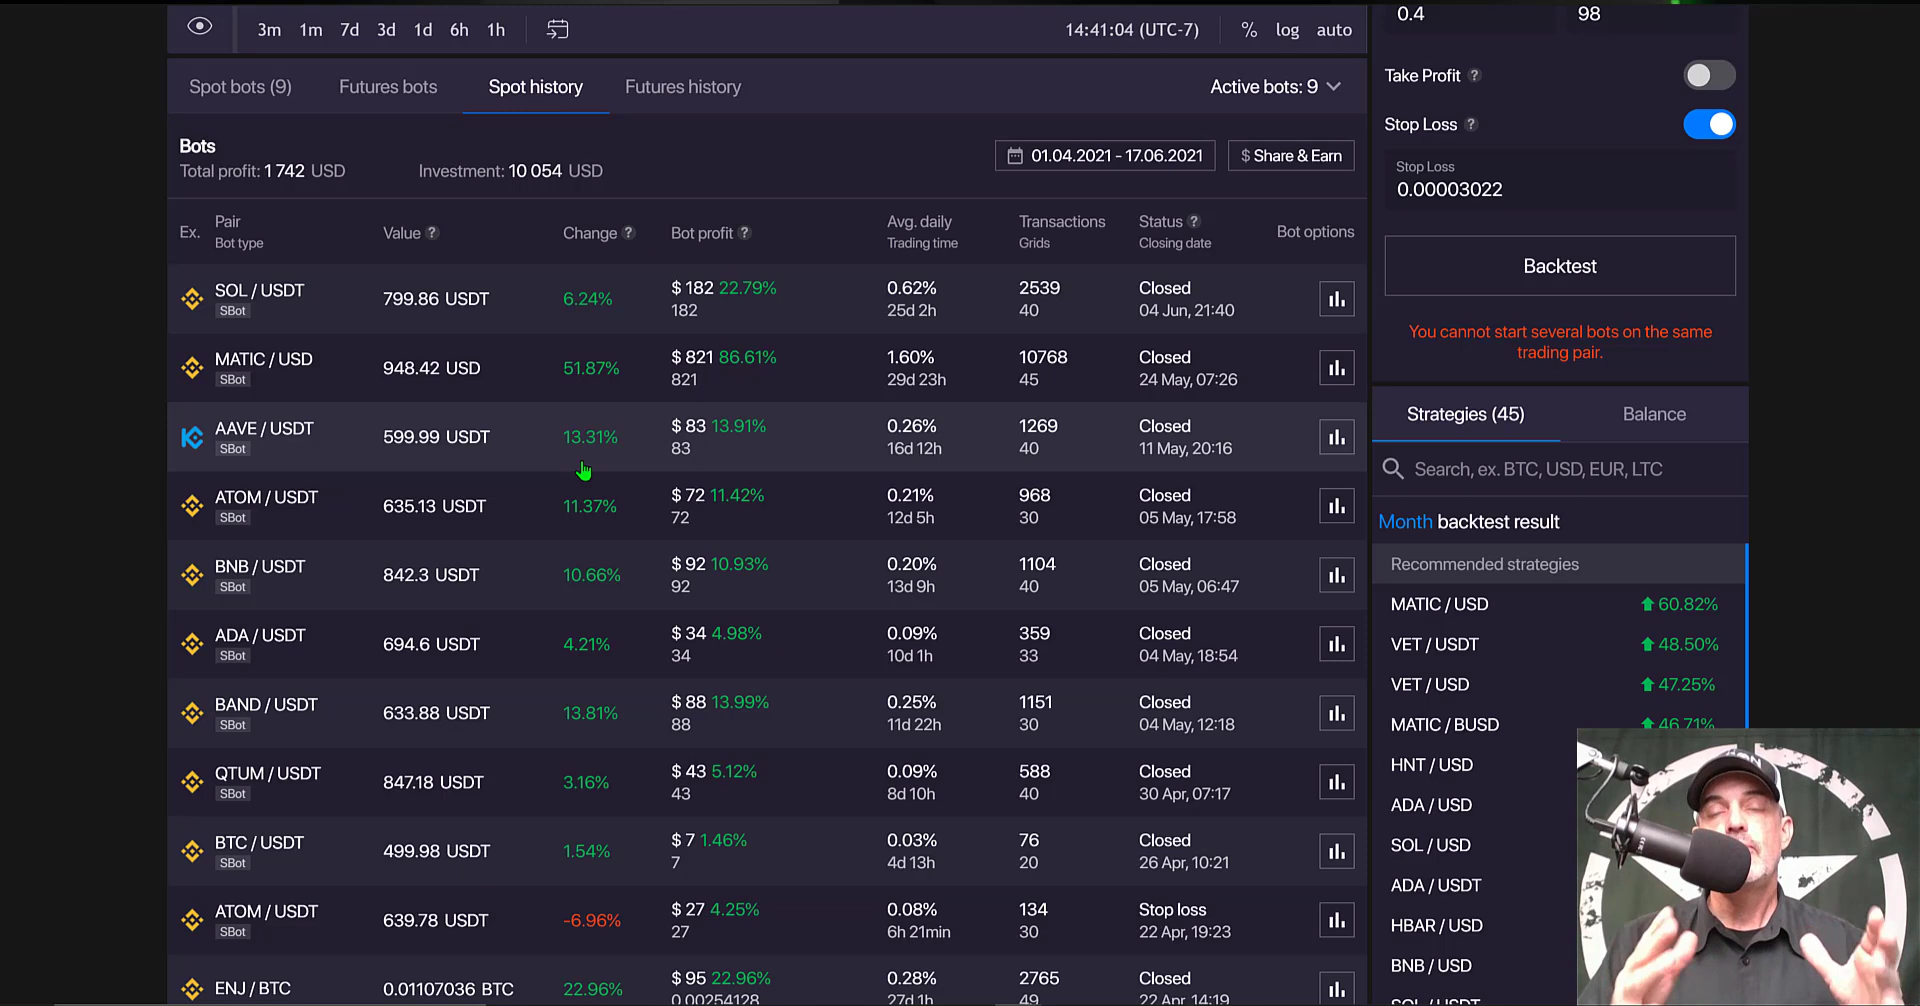 3m 1m 7d 3d 1d 6h 1h 14:41:04 (UTC-7) % log auto
Spot bots (9) Futures bots Spot history Futures history Active bots: 9
Bots
Total profit: 1 742 USD Investment: 10 054 USD 01.04.2021 - 17.06.2021 $ Share & Earn
Ex. Pair Value ? Change ? Bot profit ? Avg. daily Transactions Status ? Bot options
Bot type Trading time Grids Closing date
SOL / USDT 799.86 USDT 6.24% $ 182 22.79% 0.62% 2539 Closed
SBot 182 25d 2h 40 04 Jun, 21:40
MATIC / USD 948.42 USD 51.87% $ 821 86.61% 1.60% 10768 Closed
SBot 821 29d 23h 45 24 May, 07:26
AAVE / USDT 599.99 USDT 13.31% $ 83 13.91% 0.26% 1269 Closed
SBot 83 16d 12h 40 11 May, 20:16
ATOM / USDT 635.13 USDT 11.37% $ 72 11.42% 0.21% 968 Closed
SBot 72 12d 5h 30 05 May, 17:58
BNB / USDT 842.3 USDT 10.66% $ 92 10.93% 0.20% 1104 Closed
SBot 92 13d 9h 40 05 May, 06:47
ADA / USDT 694.6 USDT 4.21% $ 34 4.98% 0.09% 359 Closed
SBot 34 10d 1h 33 04 May, 18:54
BAND / USDT 633.88 USDT 13.81% $ 88 13.99% 0.25% 1151 Closed
SBot 88 11d 22h 30 04 May, 12:18
QTUM / USDT 847.18 USDT 3.16% $ 43 5.12% 0.09% 588 Closed
SBot 43 8d 10h 40 30 Apr, 07:17
BTC / USDT 499.98 USDT 1.54% $ 7 1.46% 0.03% 76 Closed
SBot 7 4d 13h 20 26 Apr, 10:21
ATOM / USDT 639.78 USDT -6.96% $ 27 4.25% 0.08% 134 Stop loss
SBot 27 6h 21min 30 22 Apr, 19:23
ENJ / BTC 0.01107036 BTC 22.96% $ 95 22.96% 0.28% 2765 Closed
0.00254128 27d 1h 49 22 Apr, 14:19
0.4 98
Take Profit ?
Stop Loss ?
Stop Loss
0.00003022
Backtest
You cannot start several bots on the same
trading pair.
Strategies (45) Balance
Search, ex. BTC, USD, EUR, LTC
Month backtest result
Recommended strategies
MATIC / USD 60.82%
VET / USDT 48.50%
VET / USD 47.25%
MATIC / BUSD 46.71%
HNT / USD
ADA / USD
SOL / USD
ADA / USDT
HBAR / USD
BNB / USD
SOL / USDT